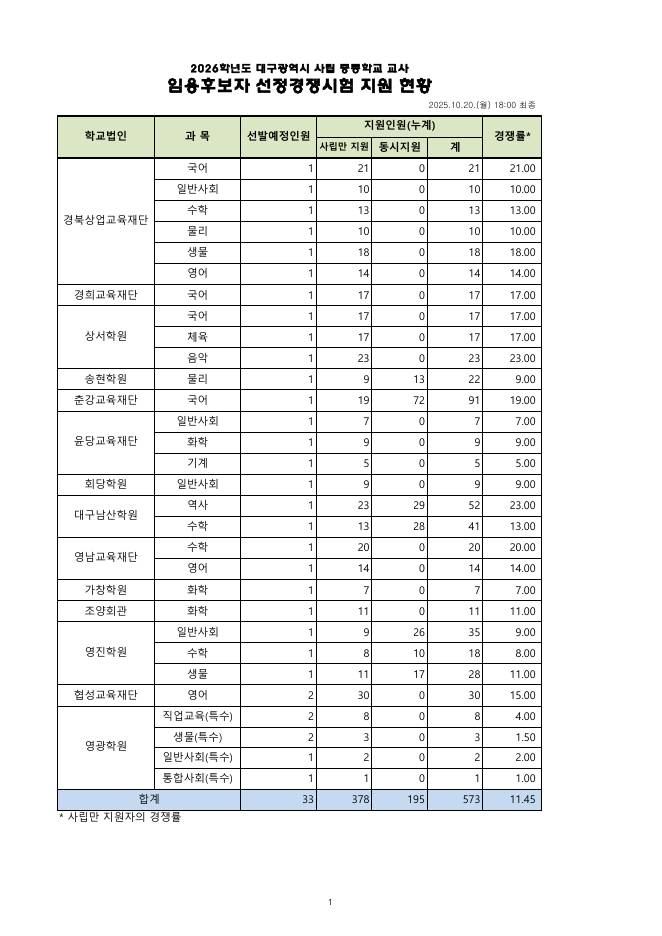 2026학년도 대구광역시 사립 중등학교 교사
임용후보자 선정경쟁시험 지원 현황
2025.10.20.(월) 18:00 최종
학교법인 과 목 선발예정인원 지원인원(누계) 경쟁률*
사립만 지원 동시지원 계
경북상업교육재단 국어 1 21 0 21 21.00
일반사회 1 10 0 10 10.00
수학 1 13 0 13 13.00
물리 1 10 0 10 10.00
생물 1 18 0 18 18.00
영어 1 14 0 14 14.00
경희교육재단 국어 1 17 0 17 17.00
상서학원 국어 1 17 0 17 17.00
체육 1 17 0 17 17.00
음악 1 23 0 23 23.00
송현학원 물리 1 9 13 22 9.00
춘강교육재단 국어 1 19 72 91 19.00
윤당교육재단 일반사회 1 7 0 7 7.00
화학 1 9 0 9 9.00
기계 1 5 0 5 5.00
회당학원 일반사회 1 9 0 9 9.00
대구남산학원 역사 1 23 29 52 23.00
수학 1 13 28 41 13.00
영남교육재단 수학 1 20 0 20 20.00
영어 1 14 0 14 14.00
가창학원 화학 1 7 0 7 7.00
조양회관 화학 1 11 0 11 11.00
영진학원 일반사회 1 9 26 35 9.00
수학 1 8 10 18 8.00
생물 1 11 17 28 11.00
협성교육재단 영어 2 30 0 30 15.00
영광학원 직업교육(특수) 2 8 0 8 4.00
생물(특수) 2 3 0 3 1.50
일반사회(특수) 1 2 0 2 2.00
통합사회(특수) 1 1 0 1 1.00
합계 33 378 195 573 11.45
* 사립만 지원자의 경쟁률
1